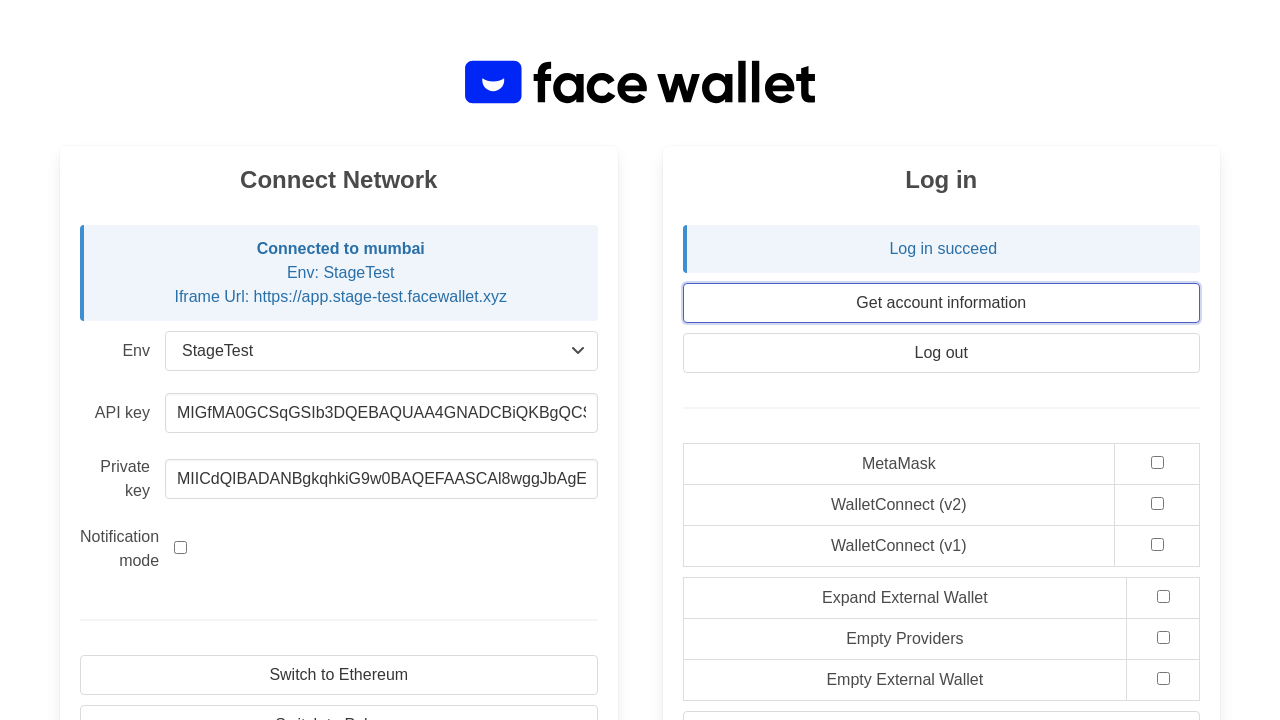 face wallet
Connect Network
Connected to mumbai
Env: StageTest
Iframe Url: https://app.stage-test.facewallet.xyz
Env
StageTest
API key
MIGfMA0GCSqGSIb3DQEBAQUAA4GNADCBiQKBgQCS
Private
key
MIICdQIBADANBgkqhkiG9w0BAQEFAASCAl8wggJbAgE
Notification
mode
Switch to Ethereum
Log in
Log in succeed
Get account information
Log out
MetaMask
WalletConnect (v2)
WalletConnect (v1)
Expand External Wallet
Empty Providers
Empty External Wallet